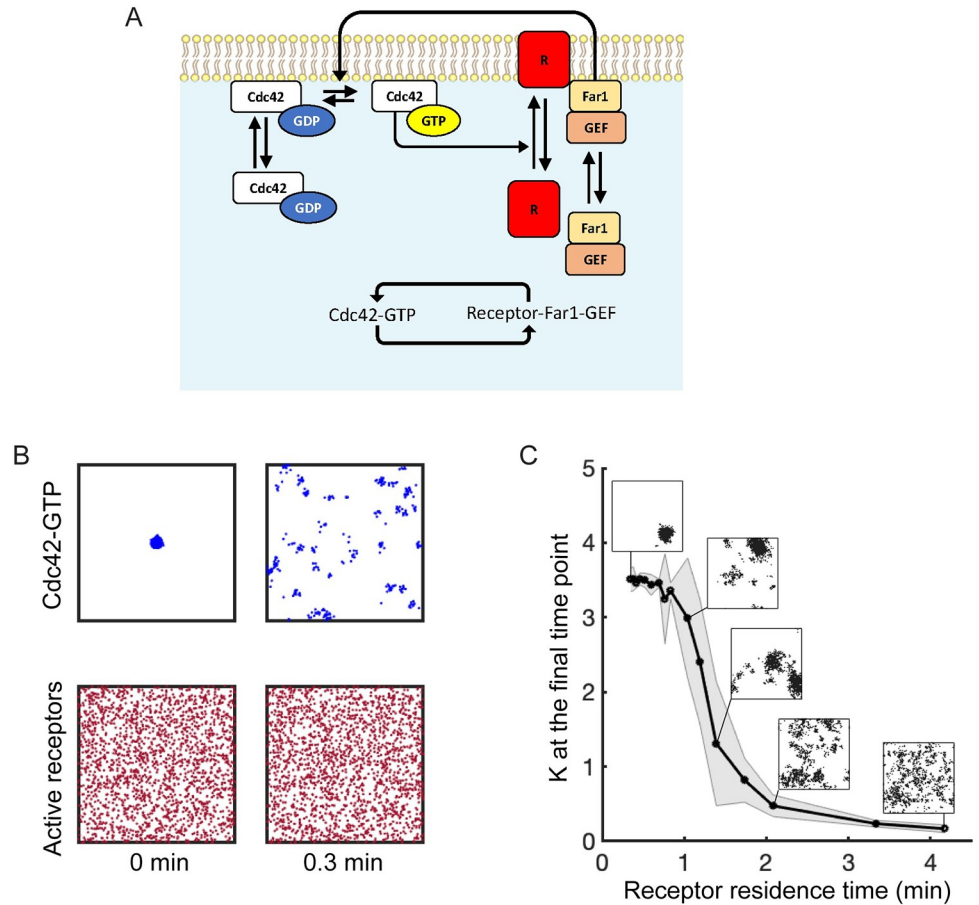 A
R
Cdc42
GDP
Cdc42
GTP
Far1
GEF
Cdc42
GDP
R
Far1
GEF
Cdc42-GTP
Receptor-Far1-GEF
B
Cdc42-GTP
Active receptors
0 min
0.3 min
C
K at the final time point
5
4
3
2
1
0
0
1
2
3
4
Receptor residence time (min)